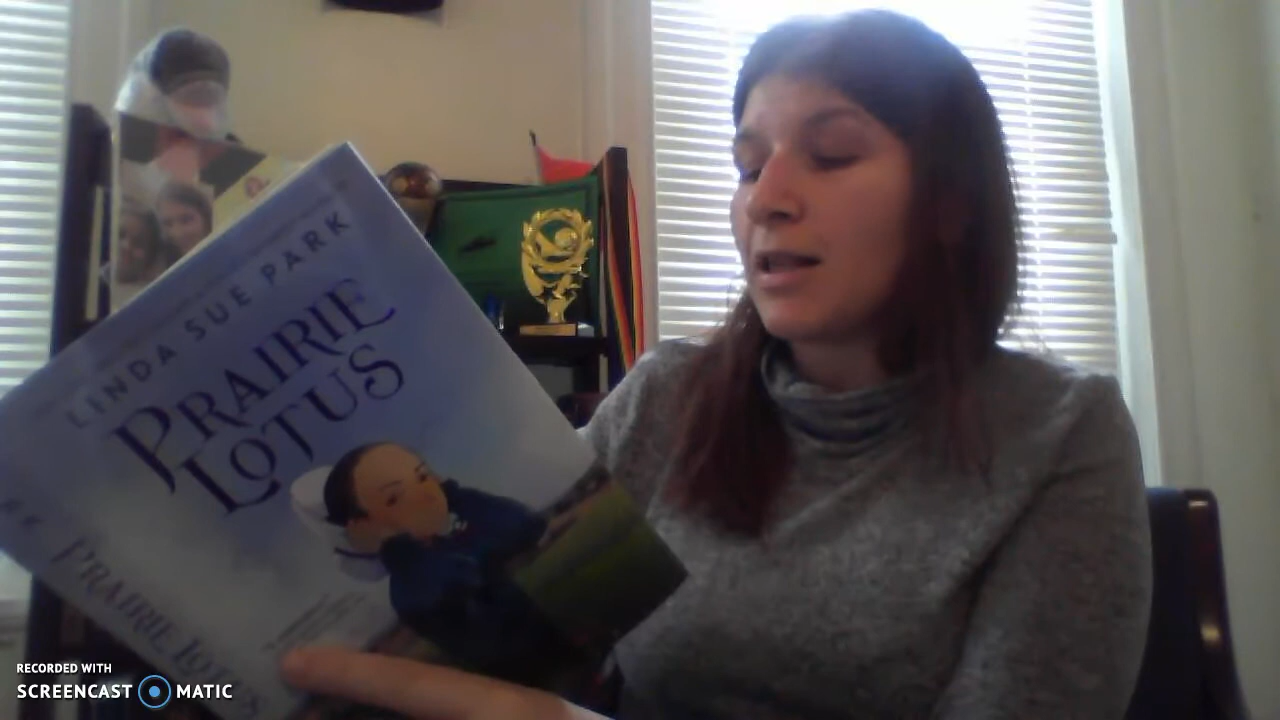 LINDA SUE PARK
PRAIRIE
LOTUS
PRAIRIE LOTUS
RECORDED WITH
SCREENCAST MATIC